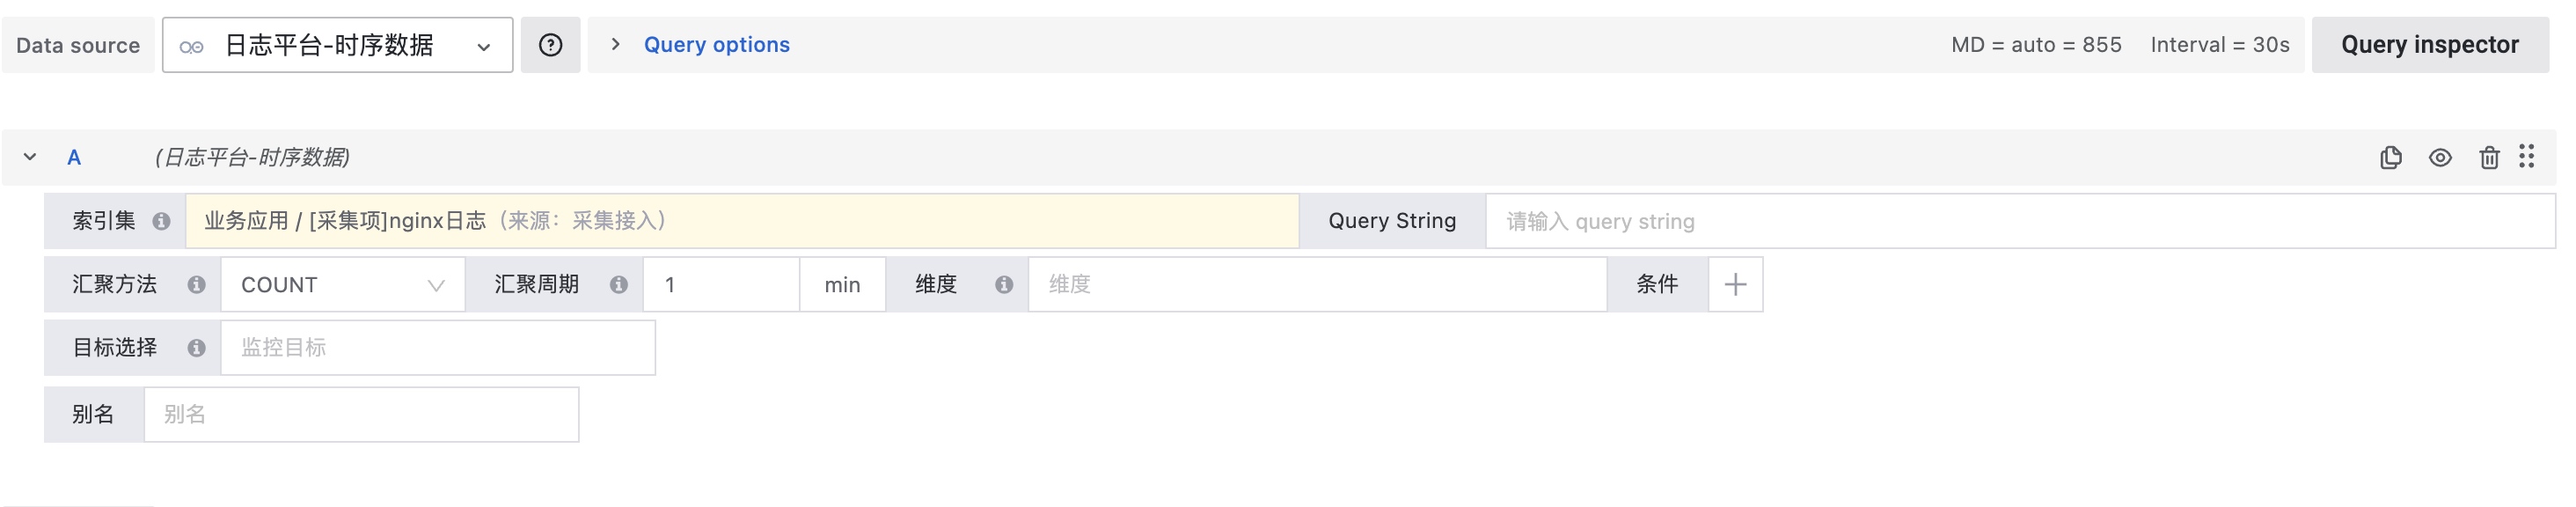 Data source 日志平台-时序数据 Query options MD = auto = 855 Interval = 30s Query inspector
A (日志平台-时序数据)
索引集 业务应用 / [采集项]nginx日志（来源：采集接入） Query String 请输入 query string
汇聚方法 COUNT 汇聚周期 1 min 维度 维度 条件
目标选择 监控目标
别名 别名